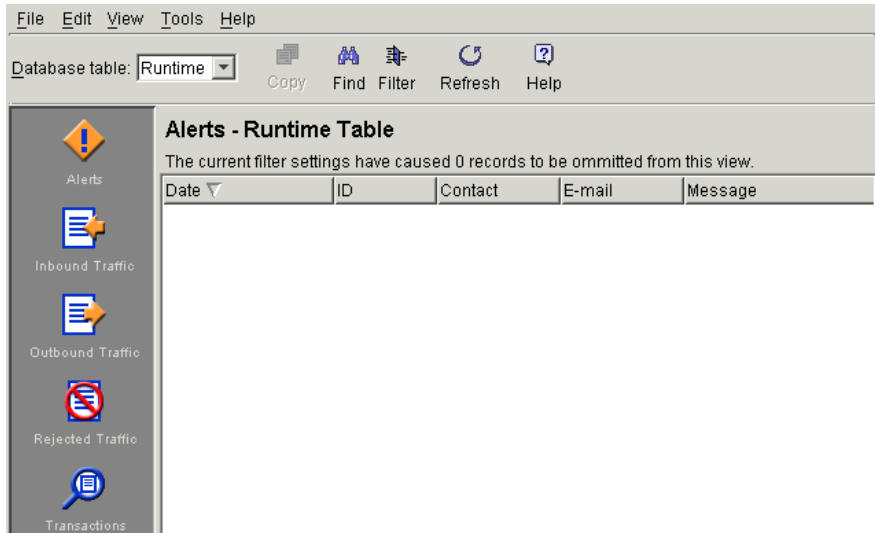 File Edit View Tools Help
Database table: Runtime Copy Find Filter Refresh Help
Alerts - Runtime Table
The current filter settings have caused 0 records to be ommitted from this view.
Date ID Contact E-mail Message
Alerts
Inbound Traffic
Outbound Traffic
Rejected Traffic
Transactions